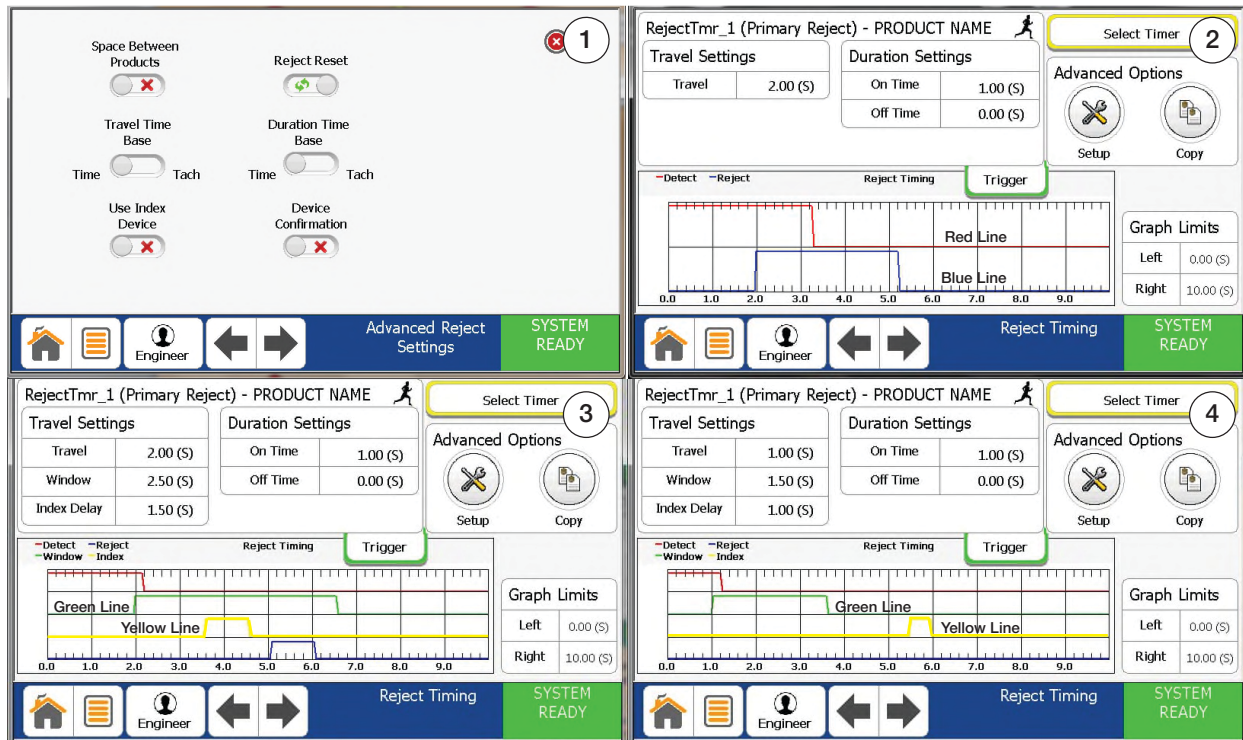 1
Space Between
Products
Reject Reset
Travel Time
Base
Time
Tach
Duration Time
Base
Time
Tach
Use Index
Device
Device
Confirmation
Engineer
Advanced Reject
Settings
SYSTEM
READY
RejectTmr_1 (Primary Reject) - PRODUCT NAME
Select Timer
2
Travel Settings
Travel 2.00 (S)
Duration Settings
On Time 1.00 (S)
Off Time 0.00 (S)
Advanced Options
Setup
Copy
Detect Reject
Reject Timing
Trigger
Red Line
Blue Line
0.0 1.0 2.0 3.0 4.0 5.0 6.0 7.0 8.0 9.0
Graph Limits
Left 0.00 (S)
Right 10.00 (S)
Engineer
Reject Timing
SYSTEM
READY
RejectTmr_1 (Primary Reject) - PRODUCT NAME
Select Timer
3
Travel Settings
Travel 2.00 (S)
Window 2.50 (S)
Index Delay 1.50 (S)
Duration Settings
On Time 1.00 (S)
Off Time 0.00 (S)
Advanced Options
Setup
Copy
Detect Reject
Window Index
Reject Timing
Trigger
Green Line
Yellow Line
0.0 1.0 2.0 3.0 4.0 5.0 6.0 7.0 8.0 9.0
Graph Limits
Left 0.00 (S)
Right 10.00 (S)
Engineer
Reject Timing
SYSTEM
READY
RejectTmr_1 (Primary Reject) - PRODUCT NAME
Select Timer
4
Travel Settings
Travel 1.00 (S)
Window 1.50 (S)
Index Delay 1.00 (S)
Duration Settings
On Time 1.00 (S)
Off Time 0.00 (S)
Advanced Options
Setup
Copy
Detect Reject
Window Index
Reject Timing
Trigger
Green Line
Yellow Line
0.0 1.0 2.0 3.0 4.0 5.0 6.0 7.0 8.0 9.0
Graph Limits
Left 0.00 (S)
Right 10.00 (S)
Engineer
Reject Timing
SYSTEM
READY